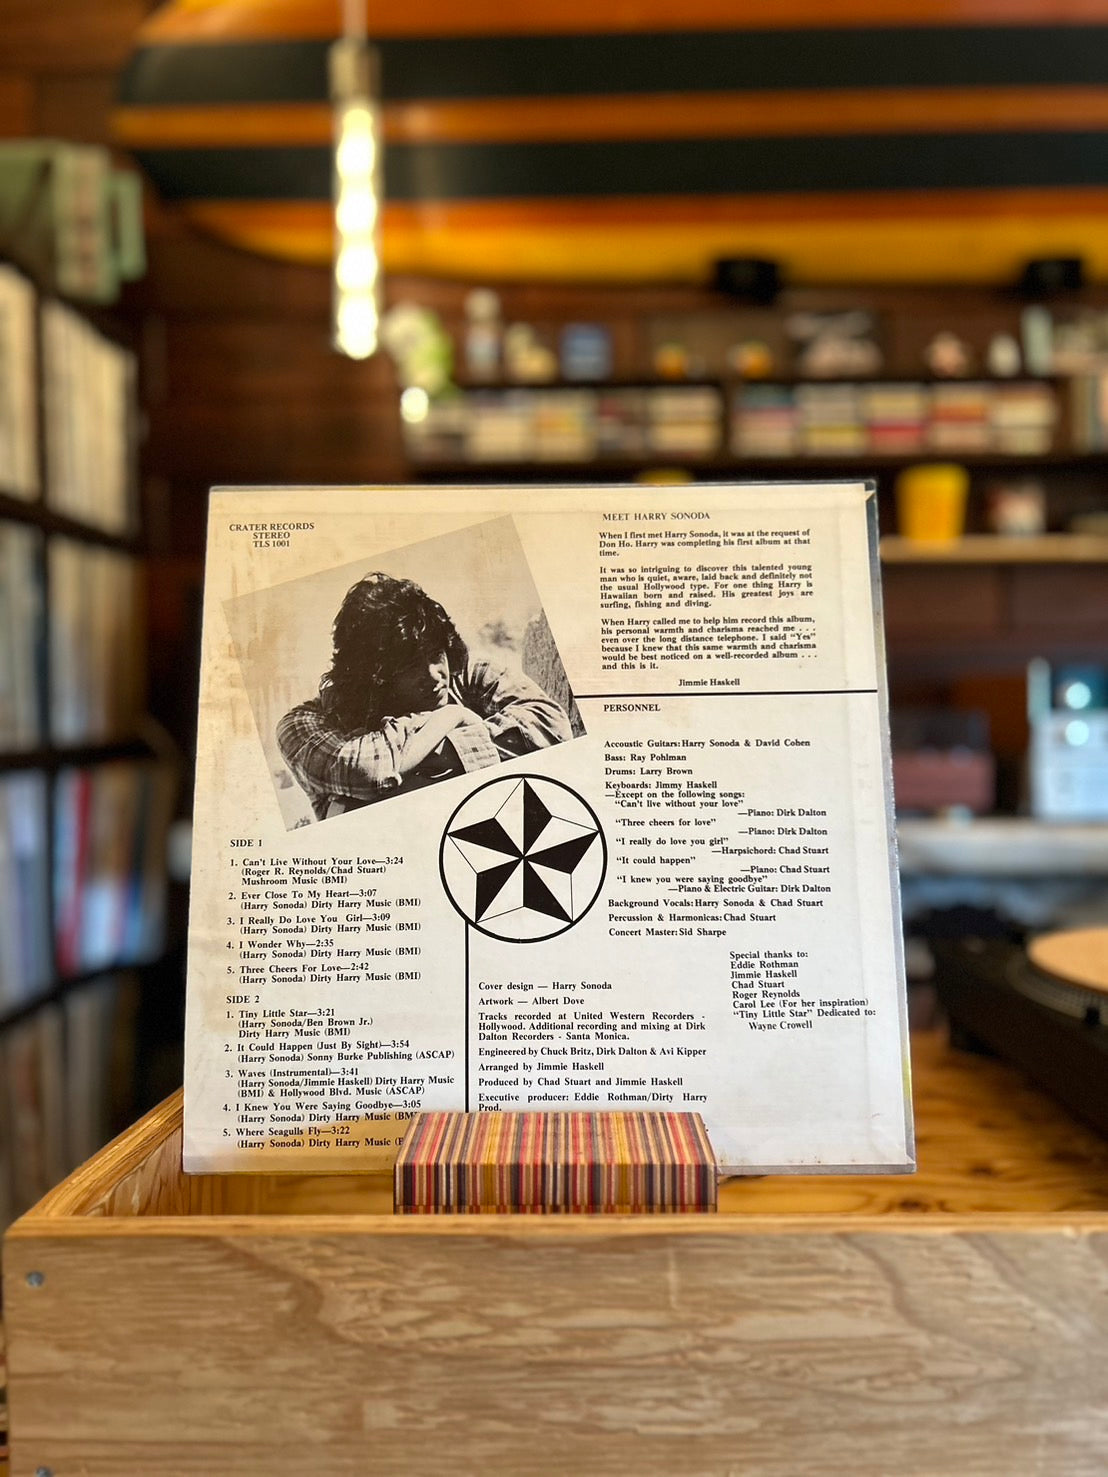 CRATER RECORDS
STEREO
TLS 1001
MEET HARRY SONODA
When I first met Harry Sonoda, it was at the request of
Don Ho. Harry was completing his first album at that
time.
It was so intriguing to discover this talented young
man who is quiet, aware, laid back and definitely not
the usual Hollywood type. For one thing Harry is
Hawaiian born and raised. His greatest joys are
surfing, fishing and diving.
When Harry called me to help him record this album,
his personal warmth and charisma reached me . . .
even over the long distance telephone. I said "Yes"
because I knew that this same warmth and charisma
would be best noticed on a well-recorded album . . .
and this is it.
Jimmie Haskell
PERSONNEL
Accoustic Guitars: Harry Sonoda & David Cohen
Bass: Ray Pohlman
Drums: Larry Brown
Keyboards: Jimmy Haskell
—Except on the following songs:
"Can't live without your love"
—Piano: Dirk Dalton
"Three cheers for love"
—Piano: Dirk Dalton
"I really do love you girl"
—Harpsichord: Chad Stuart
"It could happen"
—Piano: Chad Stuart
"I knew you were saying goodbye"
—Piano & Electric Guitar: Dirk Dalton
Background Vocals: Harry Sonoda & Chad Stuart
Percussion & Harmonicas: Chad Stuart
Concert Master: Sid Sharpe
SIDE 1
1. Can't Live Without Your Love—3:24
(Roger R. Reynolds/Chad Stuart)
Mushroom Music (BMI)
2. Ever Close To My Heart—3:07
(Harry Sonoda) Dirty Harry Music (BMI)
3. I Really Do Love You Girl—3:09
(Harry Sonoda) Dirty Harry Music (BMI)
4. I Wonder Why—2:35
(Harry Sonoda) Dirty Harry Music (BMI)
5. Three Cheers For Love—2:42
(Harry Sonoda) Dirty Harry Music (BMI)
SIDE 2
1. Tiny Little Star—3:21
(Harry Sonoda/Ben Brown Jr.)
Dirty Harry Music (BMI)
2. It Could Happen (Just By Sight)—3:54
(Harry Sonoda) Sonny Burke Publishing (ASCAP)
3. Waves (Instrumental)—3:41
(Harry Sonoda/Jimmie Haskell) Dirty Harry Music
(BMI) & Hollywood Blvd. Music (ASCAP)
4. I Knew You Were Saying Goodbye—3:05
(Harry Sonoda) Dirty Harry Music (BM
5. Where Seagulls Fly—3:22
(Harry Sonoda) Dirty Harry Music
Cover design — Harry Sonoda
Artwork — Albert Dove
Tracks recorded at United Western Recorders -
Hollywood. Additional recording and mixing at Dirk
Dalton Recorders - Santa Monica.
Engineered by Chuck Britz, Dirk Dalton & Avi Kipper
Arranged by Jimmie Haskell
Produced by Chad Stuart and Jimmie Haskell
Executive producer: Eddie Rothman/Dirty Harry
Prod.
Special thanks to:
Eddie Rothman
Jimmie Haskell
Chad Stuart
Roger Reynolds
Carol Lee (For her inspiration)
"Tiny Little Star" Dedicated to:
Wayne Crowell